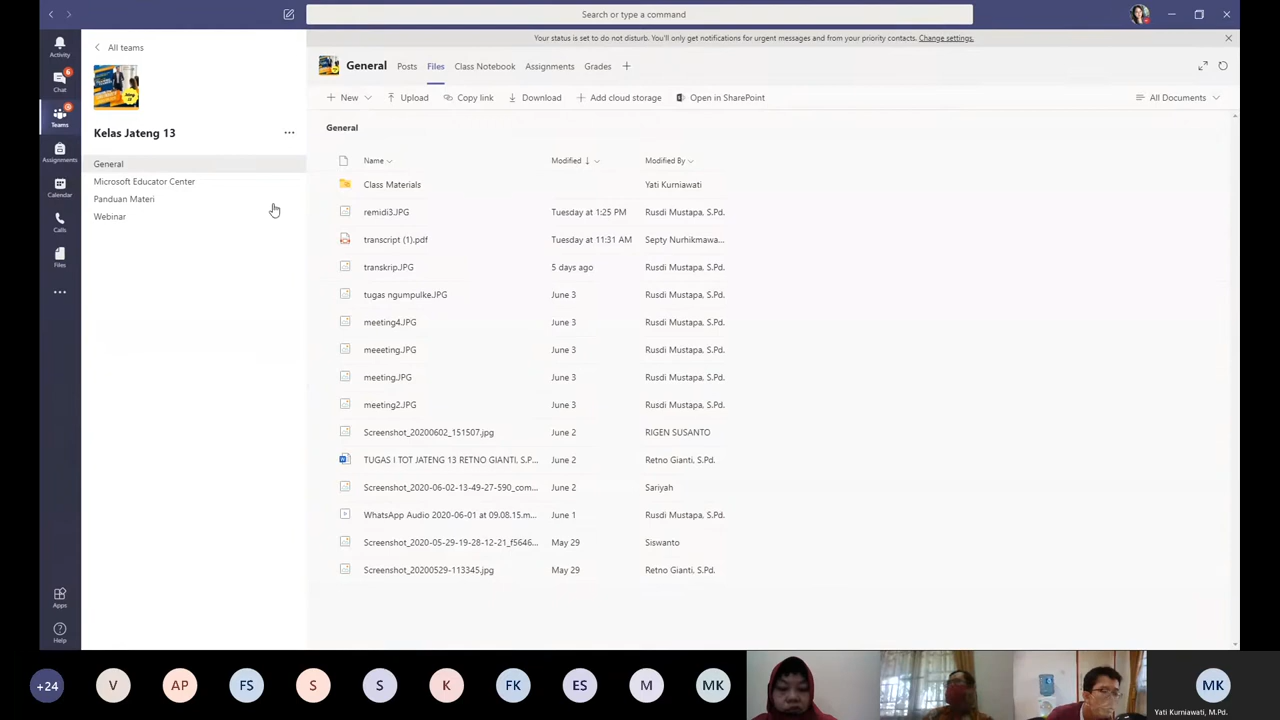 Search or type a command
Your status is set to do not disturb. You'll only get notifications for urgent messages and from your priority contacts. Change settings.
Activity
Chat
6
Teams
Assignments
Calendar
Calls
Files
Apps
Help
All teams
Kelas Jateng 13
General
Microsoft Educator Center
Panduan Materi
Webinar
General Posts Files Class Notebook Assignments Grades
New Upload Copy link Download Add cloud storage Open in SharePoint All Documents
General
Name Modified Modified By
Class Materials Yati Kurniawati
remidi3.JPG Tuesday at 1:25 PM Rusdi Mustapa, S.Pd.
transcript (1).pdf Tuesday at 11:31 AM Septy Nurhikmawa...
transkrip.JPG 5 days ago Rusdi Mustapa, S.Pd.
tugas ngumpulke.JPG June 3 Rusdi Mustapa, S.Pd.
meeting4.JPG June 3 Rusdi Mustapa, S.Pd.
meeeting.JPG June 3 Rusdi Mustapa, S.Pd.
meeting.JPG June 3 Rusdi Mustapa, S.Pd.
meeting2.JPG June 3 Rusdi Mustapa, S.Pd.
Screenshot_20200602_151507.jpg June 2 RIGEN SUSANTO
TUGAS I TOT JATENG 13 RETNO GIANTI, S.P... June 2 Retno Gianti, S.Pd.
Screenshot_2020-06-02-13-49-27-590_com... June 2 Sariyah
WhatsApp Audio 2020-06-01 at 09.08.15.m... June 1 Rusdi Mustapa, S.Pd.
Screenshot_2020-05-29-19-28-12-21_f5646... May 29 Siswanto
Screenshot_20200529-113345.jpg May 29 Retno Gianti, S.Pd.
+24 V AP FS S S K FK ES M MK MK
Yati Kurniawati, M.Pd.